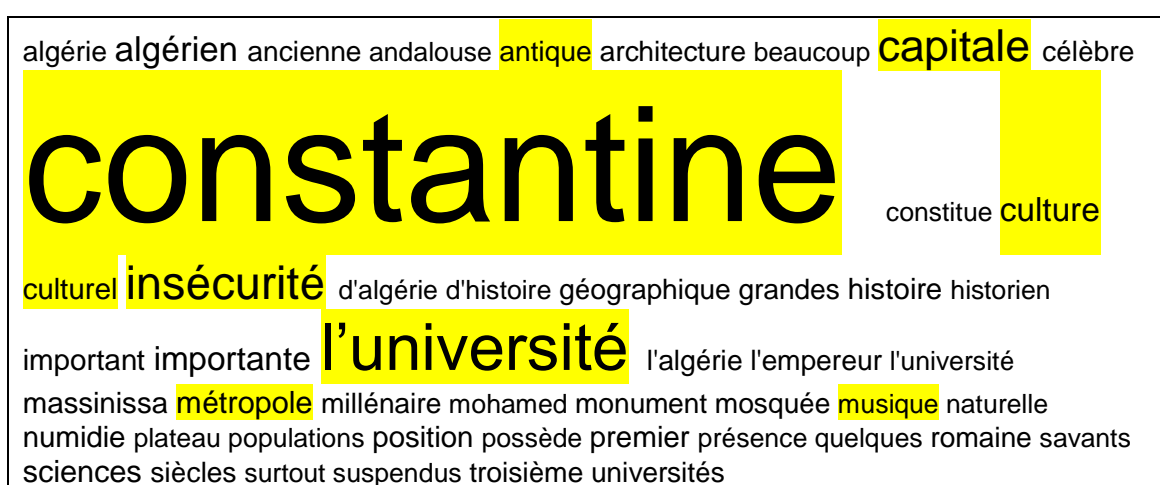 algérie algérien ancienne andalouse antique architecture beaucoup capitale célèbre
constantine constitue culture
culturel insécurité d'algérie d'histoire géographique grandes histoire historien
important importante l’université l'algérie l'empereur l'université
massinissa métropole millénaire mohamed monument mosquée musique naturelle
numidie plateau populations position possède premier présence quelques romaine savants
sciences siècles surtout suspendus troisième universités